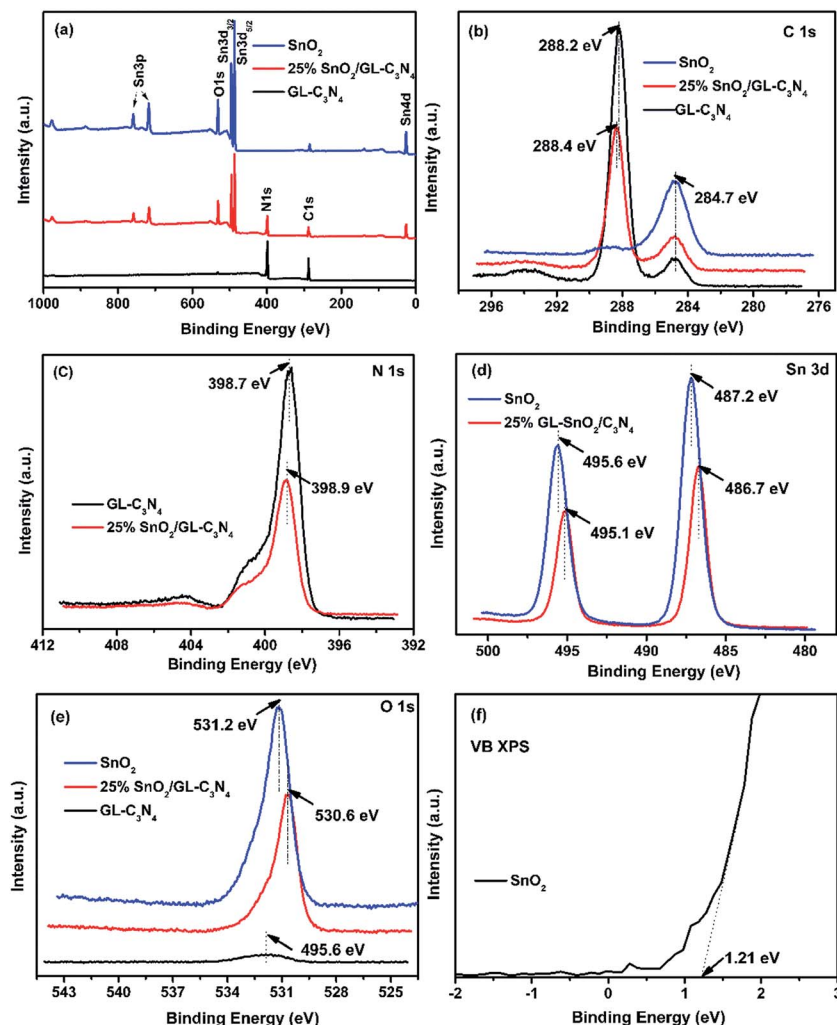 (a)
Sn3p
O1s
Sn3d3/2
Sn3d5/2
SnO2
25% SnO2/GL-C3N4
GL-C3N4
Sn4d
N1s
C1s
Intensity (a.u.)
1000 800 600 400 200 0
Binding Energy (eV)
(b)
C 1s
288.2 eV
SnO2
25% SnO2/GL-C3N4
GL-C3N4
288.4 eV
284.7 eV
Intensity (a.u.)
296 292 288 284 280 276
Binding Energy (eV)
(C)
N 1s
398.7 eV
398.9 eV
GL-C3N4
25% SnO2/GL-C3N4
Intensity (a.u.)
412 408 404 400 396 392
Binding Energy (eV)
(d)
Sn 3d
SnO2
25% GL-SnO2/C3N4
487.2 eV
495.6 eV
486.7 eV
495.1 eV
Intensity (a.u.)
500 495 490 485 480
Binding Energy (eV)
(e)
O 1s
531.2 eV
SnO2
25% SnO2/GL-C3N4
GL-C3N4
530.6 eV
495.6 eV
Intensity (a.u.)
543 540 537 534 531 528 525
Binding Energy (eV)
(f)
VB XPS
SnO2
1.21 eV
Intensity (a.u.)
-2 -1 0 1 2 3
Binding Energy (eV)